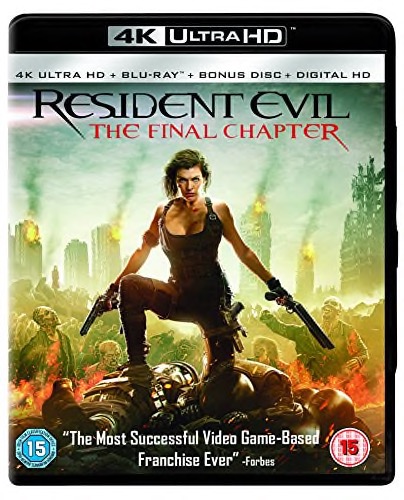 4K ULTRA HD
4K ULTRA HD + BLU-RAY™ + BONUS DISC + DIGITAL HD
RESIDENT EVIL
THE FINAL CHAPTER
15
"The Most Successful Video Game-Based
Franchise Ever" -Forbes
15